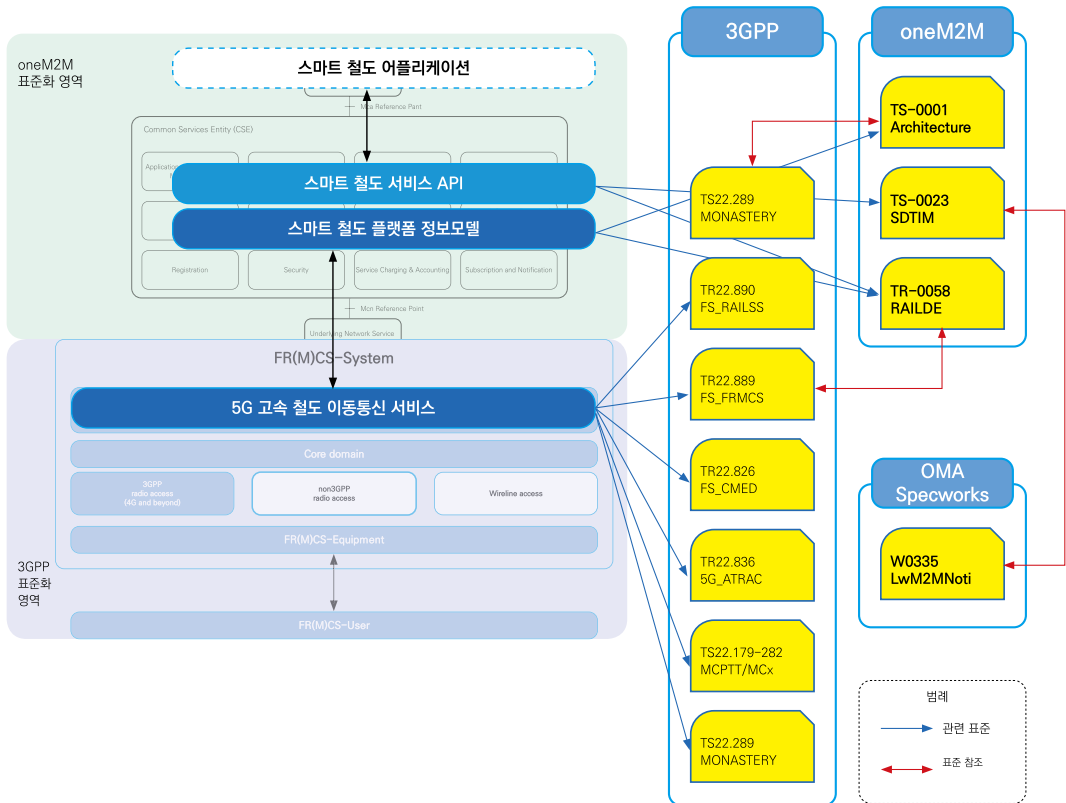 oneM2M
표준화 영역
스마트 철도 어플리케이션
Mca Reference Pant
Common Services Entity (CSE)
Application
스마트 철도 서비스 API
스마트 철도 플랫폼 정보모델
Registration
Security
Service Charging & Accounting
Subscription and Notification
Mcn Reference Point
Underlying Network Service
FR(M)CS-System
5G 고속 철도 이동통신 서비스
Core domain
3GPP
radio access
(4G and beyond)
non3GPP
radio access
Wireline access
FR(M)CS-Equipment
3GPP
표준화
영역
FR(M)CS-User
3GPP
TS22.289
MONASTERY
TR22.890
FS_RAILSS
TR22.889
FS_FRMCS
TR22.826
FS_CMED
TR22.836
5G_ATRAC
TS22.179-282
MCPTT/MCx
TS22.289
MONASTERY
oneM2M
TS-0001
Architecture
TS-0023
SDTIM
TR-0058
RAILDE
OMA
Specworks
W0335
LwM2MNoti
범례
관련 표준
표준 참조